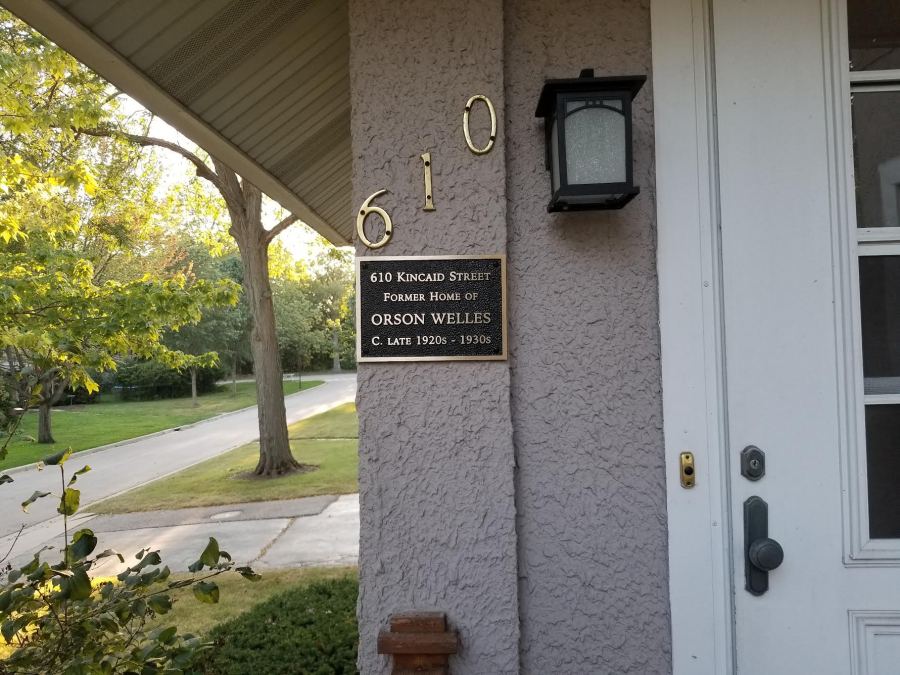 610
610 KINCAID STREET
FORMER HOME OF
ORSON WELLES
C. LATE 1920s - 1930s